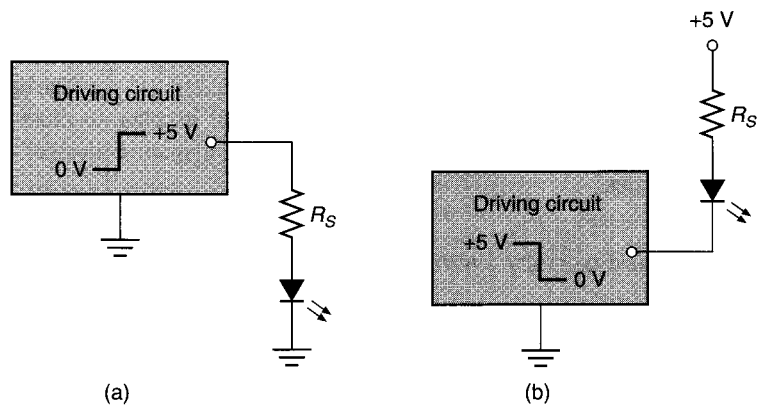 Driving circuit
+5 V
0 V
R_S
(a)
+5 V
R_S
Driving circuit
+5 V
0 V
(b)